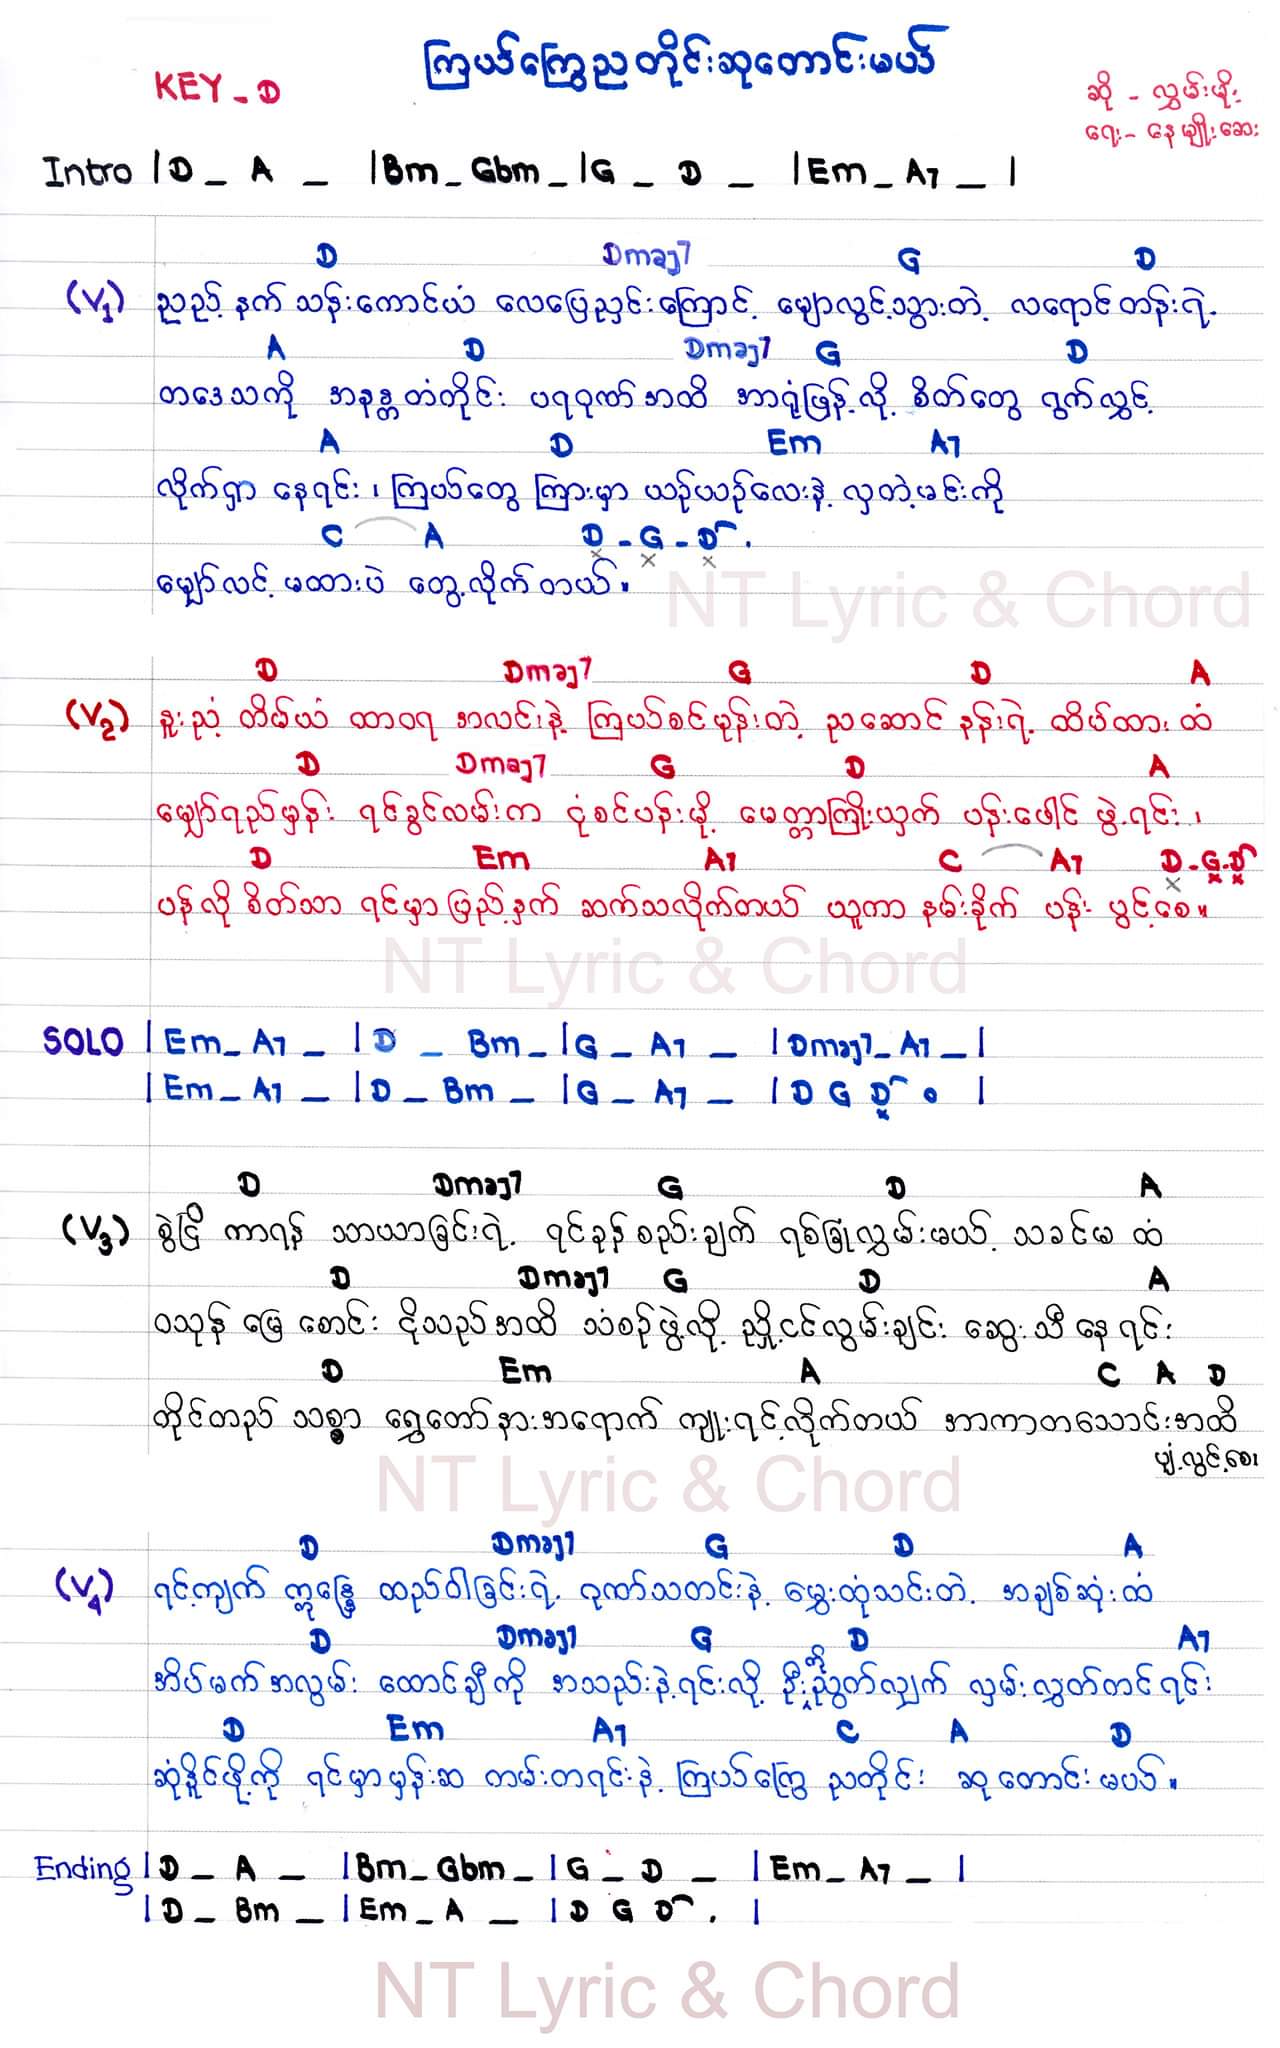 ကြယ်ကြွေညတိုင်းဆုတောင်းမယ်
KEY - D
ဆို - လွှမ်းမိုး
ရေး - နေမျိုးဆေး
Intro | D _ A _ | Bm _ Gbm _ | G _ D _ | Em _ A7 _ |
D Dmaj7 G D
(V1) ညည့်နက် သန်းကောင်ယံ လေပြေညှင်းကြောင့် မျောလွင့်သွားတဲ့ လရောင်တန်းရဲ့
A D Dmaj7 G D
တဒေသကို အနန္တတံတိုင်း ပရဝုဏ်အထိ အာရုံဖြန့်လို့ စိတ်တွေ ရွက်လွှင့်
A D Em A7
လိုက်ရှာ နေရင်း ၊ ကြယ်တွေ ကြားမှာ ယဉ်ယဉ်လေးနဲ့ လှတဲ့မင်းကို
C A D - G - D .
မျှော်လင့် မထားပဲ တွေ့လိုက်တယ် ။
NT Lyric & Chord
D Dmaj7 G D A
(V2) နူးညံ့ တိမ်ယံ ထာဝရ အလင်းနဲ့ ကြယ်စင်မုန်းတဲ့ ညဆောင် နန်းရဲ့ ထိပ်ထား ထံ
D Dmaj7 G D A
မျှော်ရည်မှန်း ရင်ခွင်လမ်းက ငုံစင်ပန်းမို့ မေတ္တာကြိုးယှက် ပန်းပေါင် ဖွဲ့ရင်း ၊
D Em A7 C A7 D - G - D
ပန်လို စိတ်သာ ရင်မှာပြည့်နှက် ဆက်သလိုက်တယ် ယူကာ နမ်းခိုက် ပန်း ပွင့်စေ ။
NT Lyric & Chord
SOLO | Em _ A7 _ | D _ Bm _ | G _ A7 _ | Dmaj7 _ A7 _ |
| Em _ A7 _ | D _ Bm _ | G _ A7 _ | D G D o |
D Dmaj7 G D A
(V3) စွဲငြိ ကာရန် သာယာခြင်းရဲ့ ရင်ခုန်စည်းချက် ရစ်ခြုံလွှမ်းမယ့် သခင်မ ထံ
D Dmaj7 G D A
ဝသုန် မြေ စောင်း ငိုသည်အထိ သံစဉ်ဖွဲ့လို့ ညှို့ငင်လွမ်းချင်း ဆွေးသီ နေ ရင်း
D Em A C A D
တိုင်တည် သစ္စာ ရွှေတော်နားအရောက် ကျူးရင့်လိုက်တယ် အာကာတသောင်းအထိ
ပျံ့လွင့်စေ၊
NT Lyric & Chord
D Dmaj7 G D A
(V4) ရင့်ကျက် ဣန္ဒြေ ထည်ဝါခြင်းရဲ့ ဂုဏ်သတင်းနဲ့ မွှေးထုံသင်းတဲ့ အချစ်ဆုံးထံ
D Dmaj7 G D A7
အိပ်မက်အလွမ်း ထောင်ချီကို အသည်းနဲ့ရင်းလို့ ဦးတို့ညွှတ်လျှက် လှမ်းလွှတ်တင်ရင်း
D Em A7 C A D
ဆုံနိူင်ဖို့ကို ရင်မှာမှန်းဆ တမ်းတရင်းနဲ့ ကြယ်ကြွေ ညတိုင်း ဆုတောင်းမယ် ။
Ending | D _ A _ | Bm _ Gbm _ | G _ D _ | Em _ A7 _ |
| D _ Bm _ | Em _ A _ | D G D . |
NT Lyric & Chord